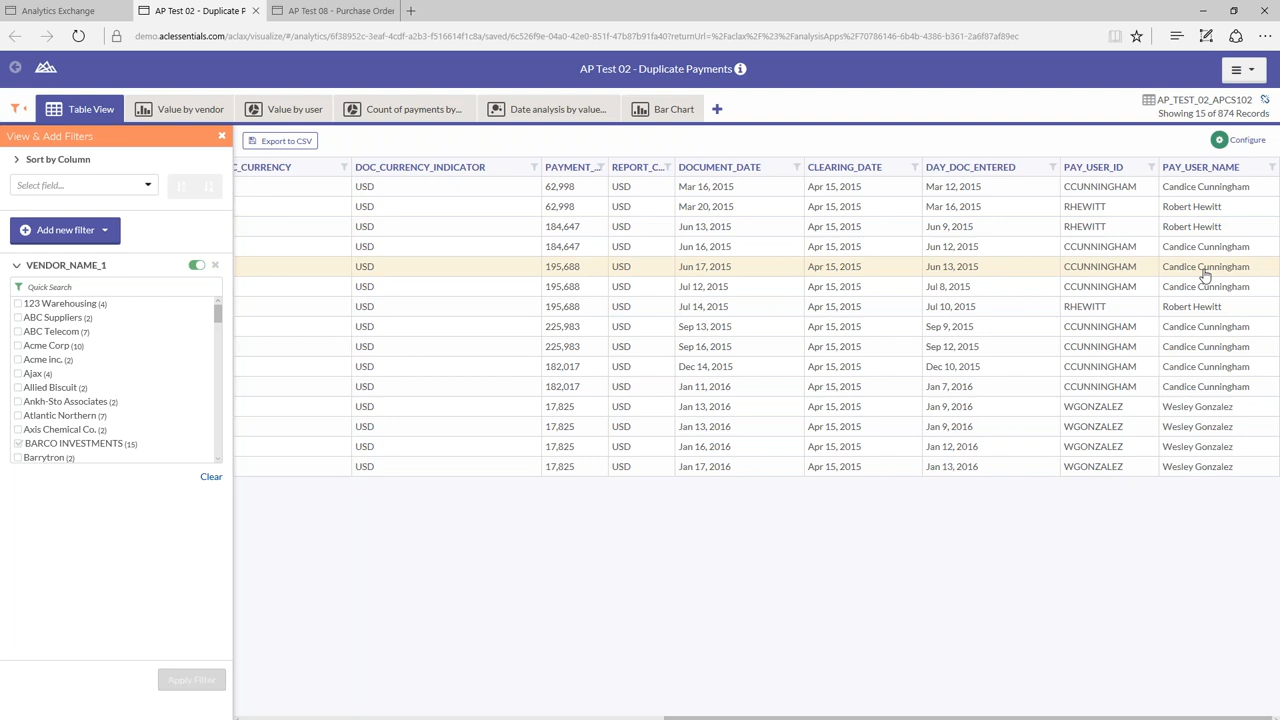 Analytics Exchange
AP Test 02 - Duplicate P
AP Test 08 - Purchase Order
demo.aclessentials.com/aclax/visualize/#/analytics/6f38952c-3eaf-4cdf-a2b3-f516614f1c8a/saved/6c526f9e-04a0-42e0-851f-47b87b91fa40?returnUrl=%2Faclax%2F%23%2FanalysisApps%2F70786146-6b4b-4386-b361-2a6f87af89ec
AP Test 02 - Duplicate Payments
Table View
Value by vendor
Value by user
Count of payments by...
Date analysis by value...
Bar Chart
AP_TEST_02_APCS102
Showing 15 of 874 Records
View & Add Filters
Export to CSV
Configure
Sort by Column
Select field...
Add new filter
VENDOR_NAME_1
Quick Search
123 Warehousing (4)
ABC Suppliers (2)
ABC Telecom (7)
Acme Corp (10)
Acme inc. (2)
Ajax (4)
Allied Biscuit (2)
Ankh-Sto Associates (2)
Atlantic Northern (7)
Axis Chemical Co. (2)
BARCO INVESTMENTS (15)
Barrytron (2)
Clear
Apply Filter
C_CURRENCY DOC_CURRENCY_INDICATOR PAYMENT_... REPORT_C... DOCUMENT_DATE CLEARING_DATE DAY_DOC_ENTERED PAY_USER_ID PAY_USER_NAME
USD 62,998 USD Mar 16, 2015 Apr 15, 2015 Mar 12, 2015 CCUNNINGHAM Candice Cunningham
USD 62,998 USD Mar 20, 2015 Apr 15, 2015 Mar 16, 2015 RHEWITT Robert Hewitt
USD 184,647 USD Jun 13, 2015 Apr 15, 2015 Jun 9, 2015 RHEWITT Robert Hewitt
USD 184,647 USD Jun 16, 2015 Apr 15, 2015 Jun 12, 2015 CCUNNINGHAM Candice Cunningham
USD 195,688 USD Jun 17, 2015 Apr 15, 2015 Jun 13, 2015 CCUNNINGHAM Candice Cunningham
USD 195,688 USD Jul 12, 2015 Apr 15, 2015 Jul 8, 2015 CCUNNINGHAM Candice Cunningham
USD 195,688 USD Jul 14, 2015 Apr 15, 2015 Jul 10, 2015 RHEWITT Robert Hewitt
USD 225,983 USD Sep 13, 2015 Apr 15, 2015 Sep 9, 2015 CCUNNINGHAM Candice Cunningham
USD 225,983 USD Sep 16, 2015 Apr 15, 2015 Sep 12, 2015 CCUNNINGHAM Candice Cunningham
USD 182,017 USD Dec 14, 2015 Apr 15, 2015 Dec 10, 2015 CCUNNINGHAM Candice Cunningham
USD 182,017 USD Jan 11, 2016 Apr 15, 2015 Jan 7, 2016 CCUNNINGHAM Candice Cunningham
USD 17,825 USD Jan 13, 2016 Apr 15, 2015 Jan 9, 2016 WGONZALEZ Wesley Gonzalez
USD 17,825 USD Jan 13, 2016 Apr 15, 2015 Jan 9, 2016 WGONZALEZ Wesley Gonzalez
USD 17,825 USD Jan 16, 2016 Apr 15, 2015 Jan 12, 2016 WGONZALEZ Wesley Gonzalez
USD 17,825 USD Jan 17, 2016 Apr 15, 2015 Jan 13, 2016 WGONZALEZ Wesley Gonzalez